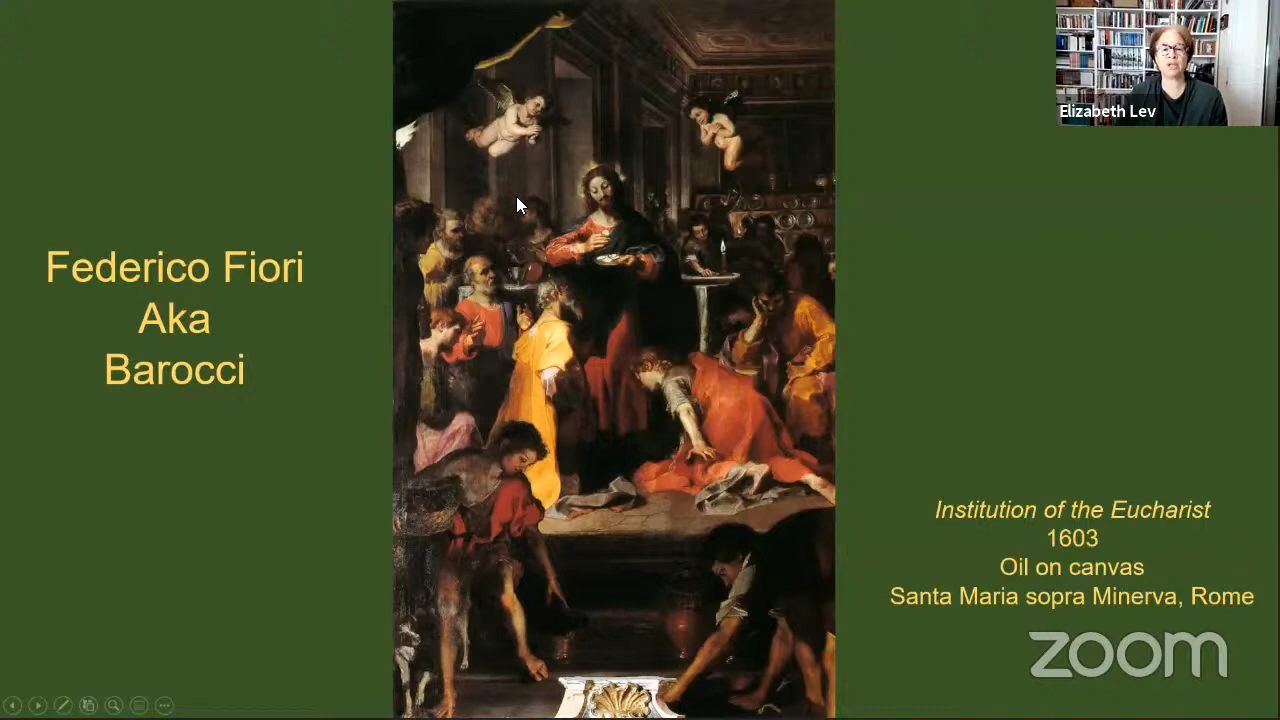 Elizabeth Lev
Federico Fiori
Aka
Barocci
Institution of the Eucharist
1603
Oil on canvas
Santa Maria sopra Minerva, Rome
zoom